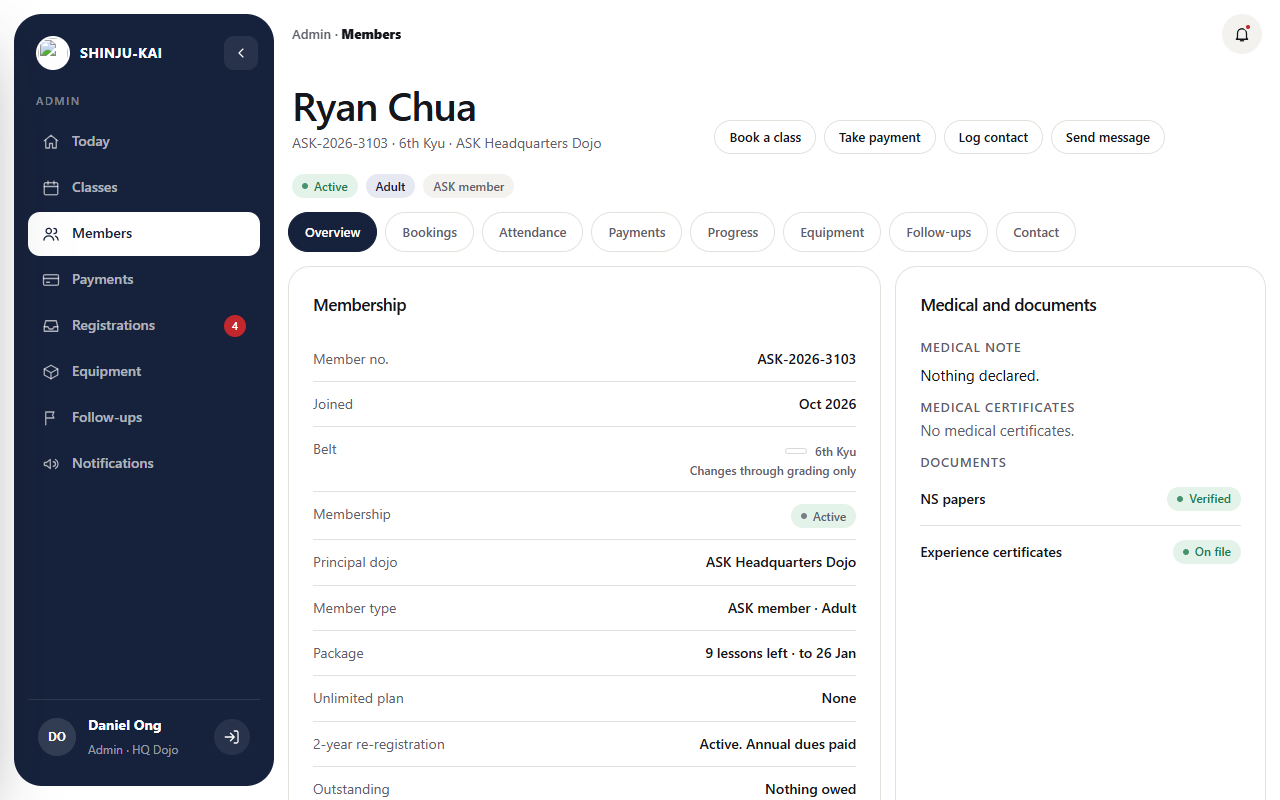 SHINJU-KAI
ADMIN
Today
Classes
Members
Payments
Registrations 4
Equipment
Follow-ups
Notifications
DO
Daniel Ong
Admin · HQ Dojo
Admin · Members
Ryan Chua
ASK-2026-3103 · 6th Kyu · ASK Headquarters Dojo
Book a class
Take payment
Log contact
Send message
Active
Adult
ASK member
Overview
Bookings
Attendance
Payments
Progress
Equipment
Follow-ups
Contact
Membership
Member no. ASK-2026-3103
Joined Oct 2026
Belt 6th Kyu
Changes through grading only
Membership Active
Principal dojo ASK Headquarters Dojo
Member type ASK member · Adult
Package 9 lessons left · to 26 Jan
Unlimited plan None
2-year re-registration Active. Annual dues paid
Outstanding Nothing owed
Medical and documents
MEDICAL NOTE
Nothing declared.
MEDICAL CERTIFICATES
No medical certificates.
DOCUMENTS
NS papers Verified
Experience certificates On file